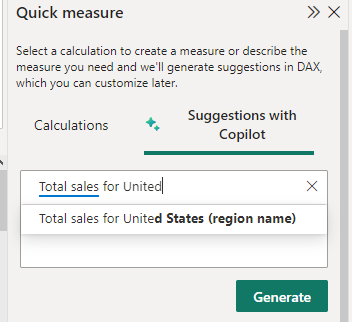 Quick measure
Select a calculation to create a measure or describe the
measure you need and we'll generate suggestions in DAX,
which you can customize later.
Calculations
Suggestions with
Copilot
Total sales for United
Total sales for United States (region name)
Generate